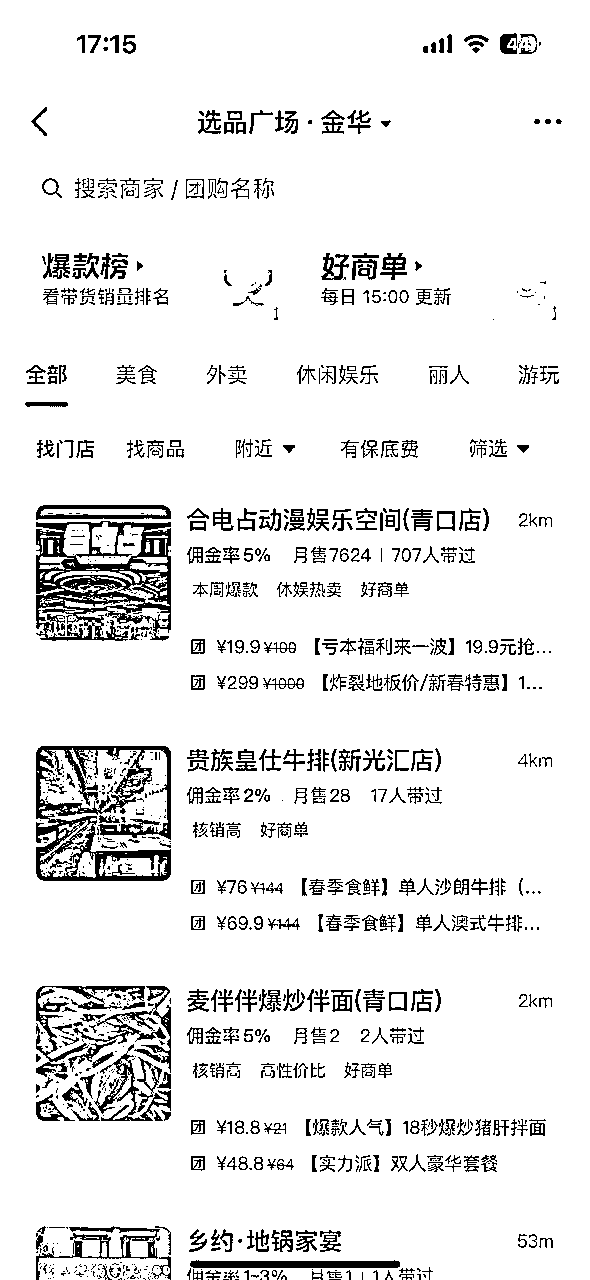 17:15
选品广场·金华
搜索商家 / 团购名称
爆款榜 好商单
看带货销量排名 每日 15:00 更新
全部 美食 外卖 休闲娱乐 丽人 游玩
找门店 找商品 附近 有保底费 筛选
合电占动漫娱乐空间(青口店) 2km
佣金率5% 月售7624 | 707人带过
本周爆款 休娱热卖 好商单
团 ¥19.9 ¥100 【亏本福利来一波】19.9元抢...
团 ¥299 ¥1000 【炸裂地板价/新春特惠】1...
贵族皇仕牛排(新光汇店) 4km
佣金率2% 月售28 17人带过
核销高 好商单
团 ¥76 ¥144 【春季食鲜】单人沙朗牛排（...
团 ¥69.9 ¥144 【春季食鲜】单人澳式牛排...
麦伴伴爆炒伴面(青口店) 2km
佣金率5% 月售2 2人带过
核销高 高性价比 好商单
团 ¥18.8 ¥21 【爆款人气】18秒爆炒猪肝拌面
团 ¥48.8 ¥64 【实力派】双人豪华套餐
乡约·地锅家宴 53m
佣金率1~3% 月售1 | 1人带过